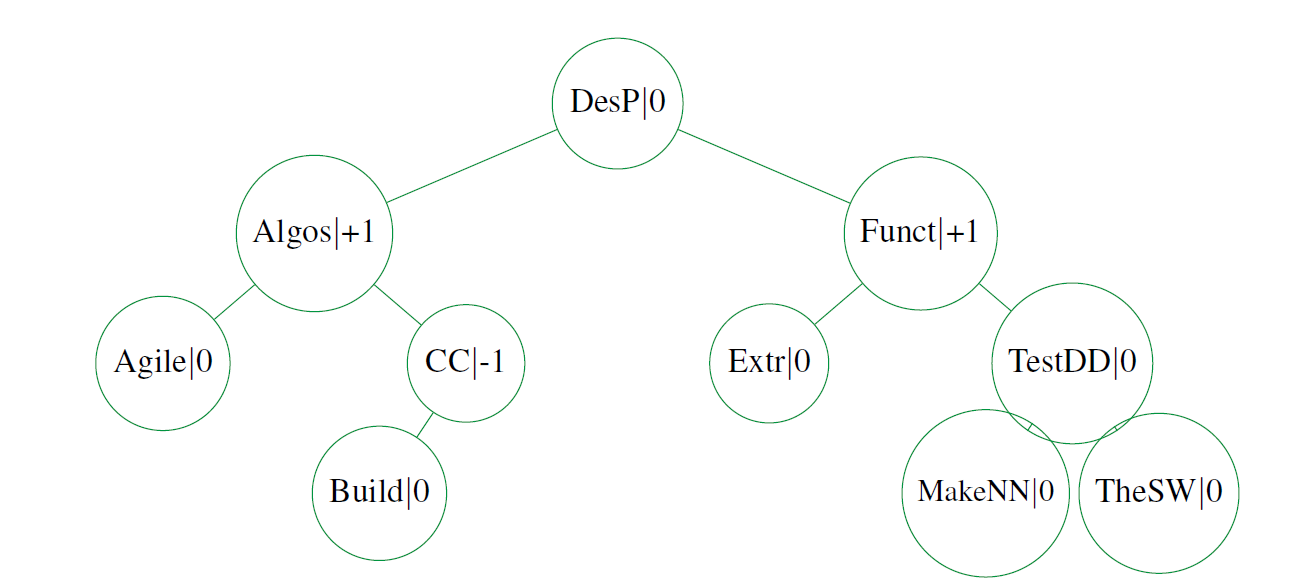 DesP|0
Algos|+1
Funct|+1
Agile|0
CC|-1
Extr|0
TestDD|0
Build|0
MakeNN|0
TheSW|0